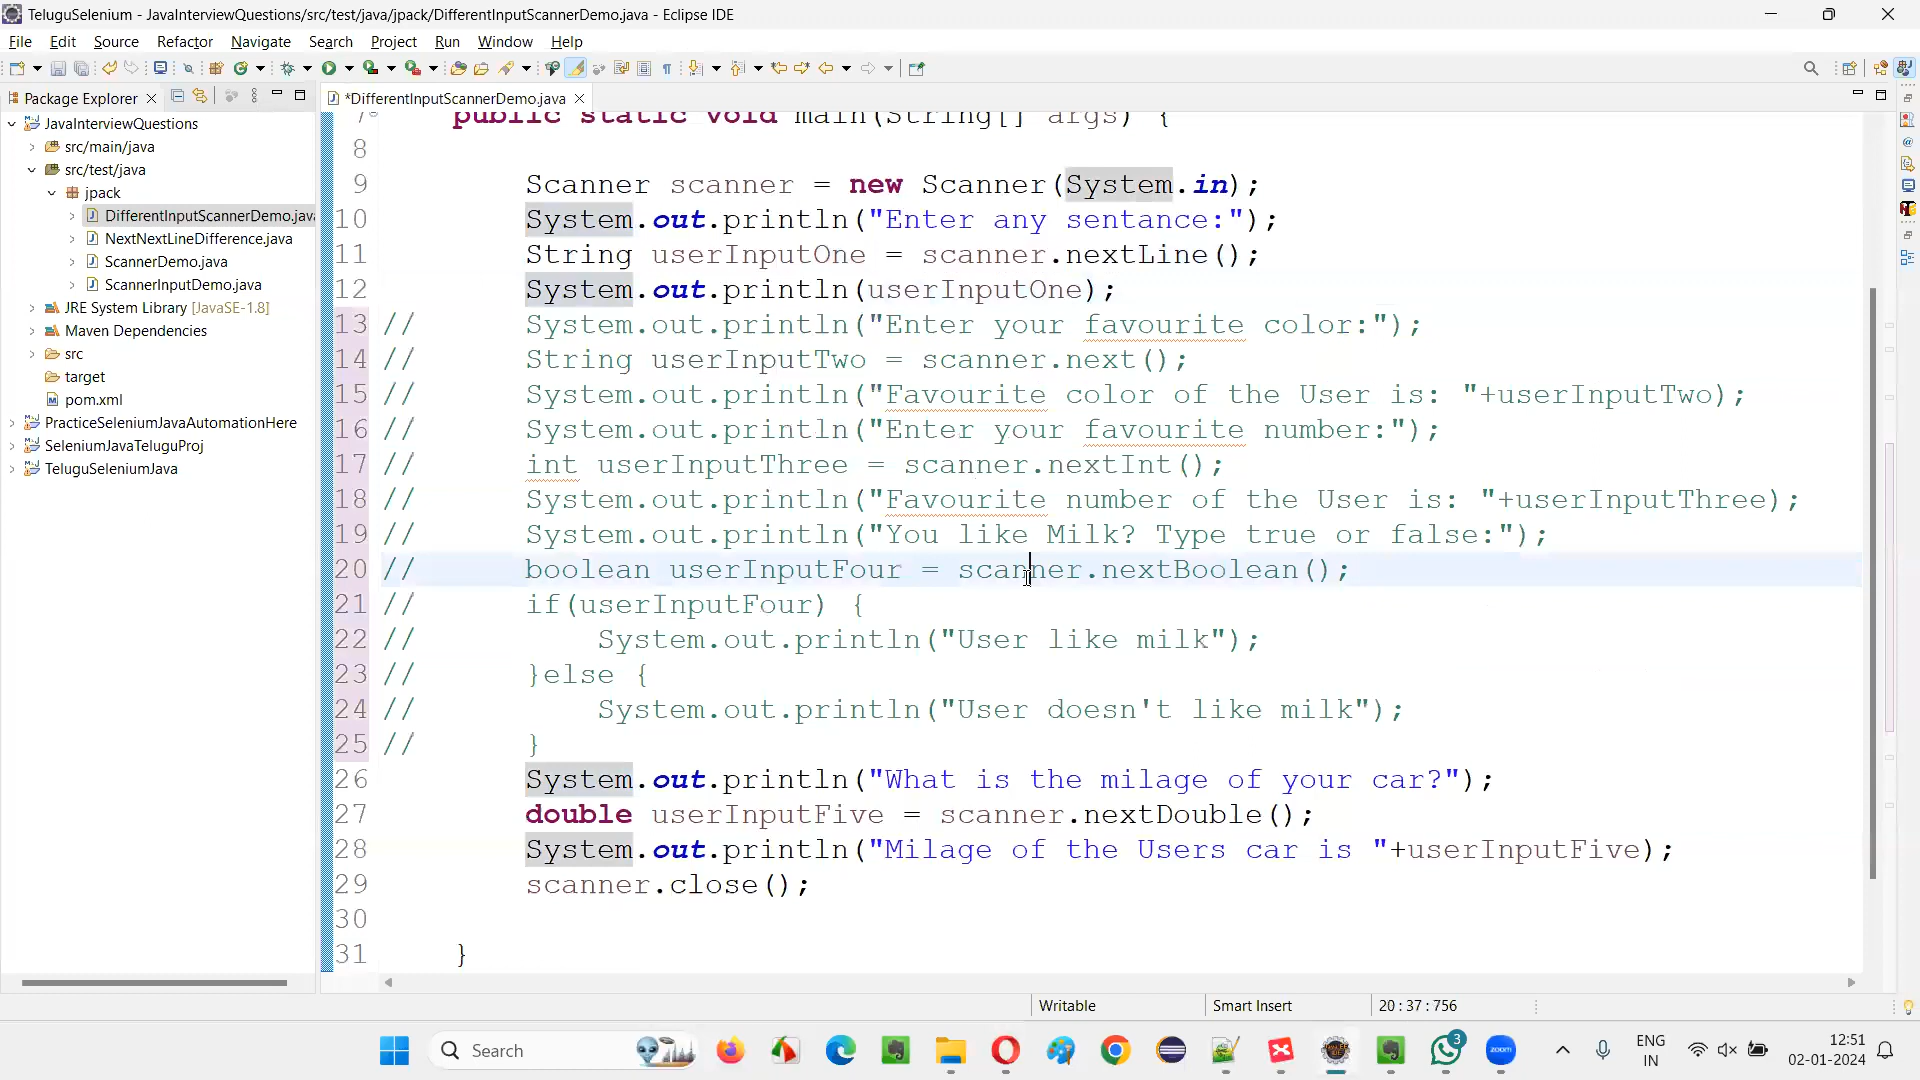 TeluguSelenium - JavaInterviewQuestions/src/test/java/jpack/DifferentInputScannerDemo.java - Eclipse IDE
File Edit Source Refactor Navigate Search Project Run Window Help
Package Explorer
*DifferentInputScannerDemo.java
JavaInterviewQuestions
src/main/java
src/test/java
jpack
DifferentInputScannerDemo.java
NextNextLineDifference.java
ScannerDemo.java
ScannerInputDemo.java
JRE System Library [JavaSE-1.8]
Maven Dependencies
src
target
pom.xml
PracticeSeleniumJavaAutomationHere
SeleniumJavaTeluguProj
TeluguSeleniumJava
7 public static void main(String[] args) {
8
9 Scanner scanner = new Scanner(System.in);
10 System.out.println("Enter any sentance:");
11 String userInputOne = scanner.nextLine();
12 System.out.println(userInputOne);
13 // System.out.println("Enter your favourite color:");
14 // String userInputTwo = scanner.next();
15 // System.out.println("Favourite color of the User is: "+userInputTwo);
16 // System.out.println("Enter your favourite number:");
17 // int userInputThree = scanner.nextInt();
18 // System.out.println("Favourite number of the User is: "+userInputThree);
19 // System.out.println("You like Milk? Type true or false:");
20 // boolean userInputFour = scanner.nextBoolean();
21 // if(userInputFour) {
22 // System.out.println("User like milk");
23 // }else {
24 // System.out.println("User doesn't like milk");
25 // }
26 System.out.println("What is the milage of your car?");
27 double userInputFive = scanner.nextDouble();
28 System.out.println("Milage of the Users car is "+userInputFive);
29 scanner.close();
30
31 }
Writable Smart Insert 20 : 37 : 756
Search
zoom
3
ENG
IN
12:51
02-01-2024